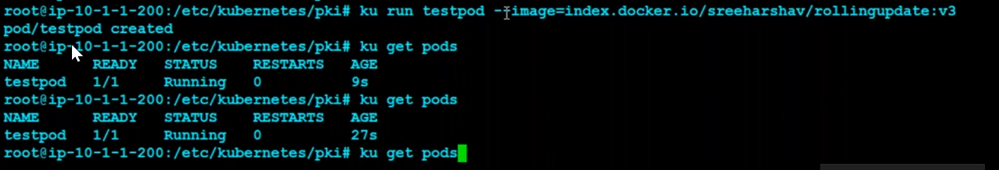 root@ip-10-1-1-200:/etc/kubernetes/pki# ku run testpod --image=index.docker.io/sreeharshav/rollingupdate:v3
pod/testpod created
root@ip-10-1-1-200:/etc/kubernetes/pki# ku get pods
NAME READY STATUS RESTARTS AGE
testpod 1/1 Running 0 9s
root@ip-10-1-1-200:/etc/kubernetes/pki# ku get pods
NAME READY STATUS RESTARTS AGE
testpod 1/1 Running 0 27s
root@ip-10-1-1-200:/etc/kubernetes/pki# ku get pods